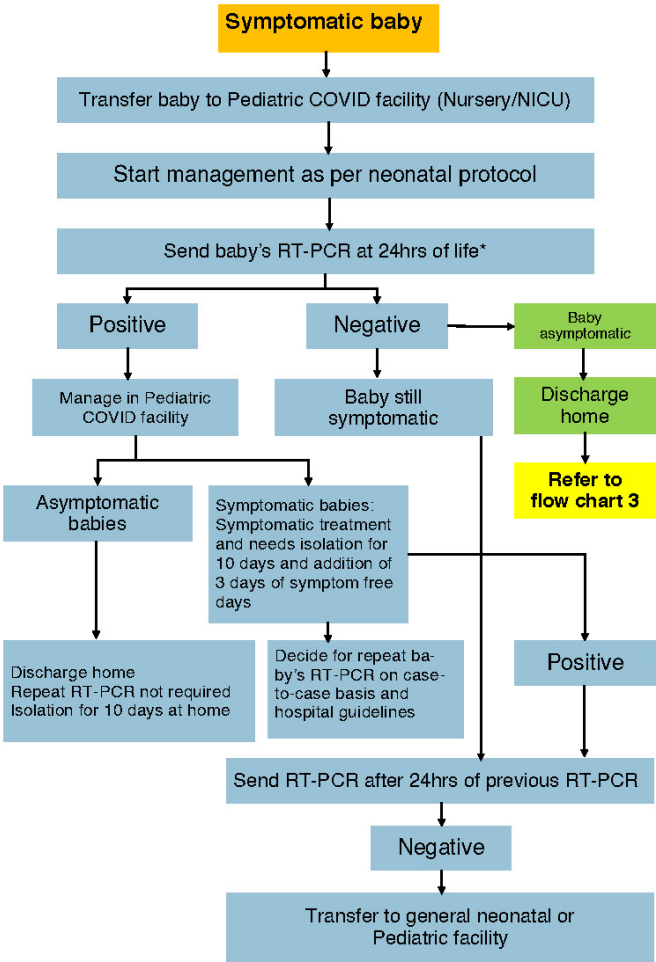 Symptomatic baby
Transfer baby to Pediatric COVID facility (Nursery/NICU)
Start management as per neonatal protocol
Send baby's RT-PCR at 24hrs of life*
Positive
Negative
Baby
asymptomatic
Manage in Pediatric
COVID facility
Baby still
symptomatic
Discharge
home
Refer to
flow chart 3
Asymptomatic
babies
Symptomatic babies:
Symptomatic treatment
and needs isolation for
10 days and addition of
3 days of symptom free
days
Discharge home
Repeat RT-PCR not required
Isolation for 10 days at home
Decide for repeat ba-
by's RT-PCR on case-
to-case basis and
hospital guidelines
Positive
Send RT-PCR after 24hrs of previous RT-PCR
Negative
Transfer to general neonatal or
Pediatric facility